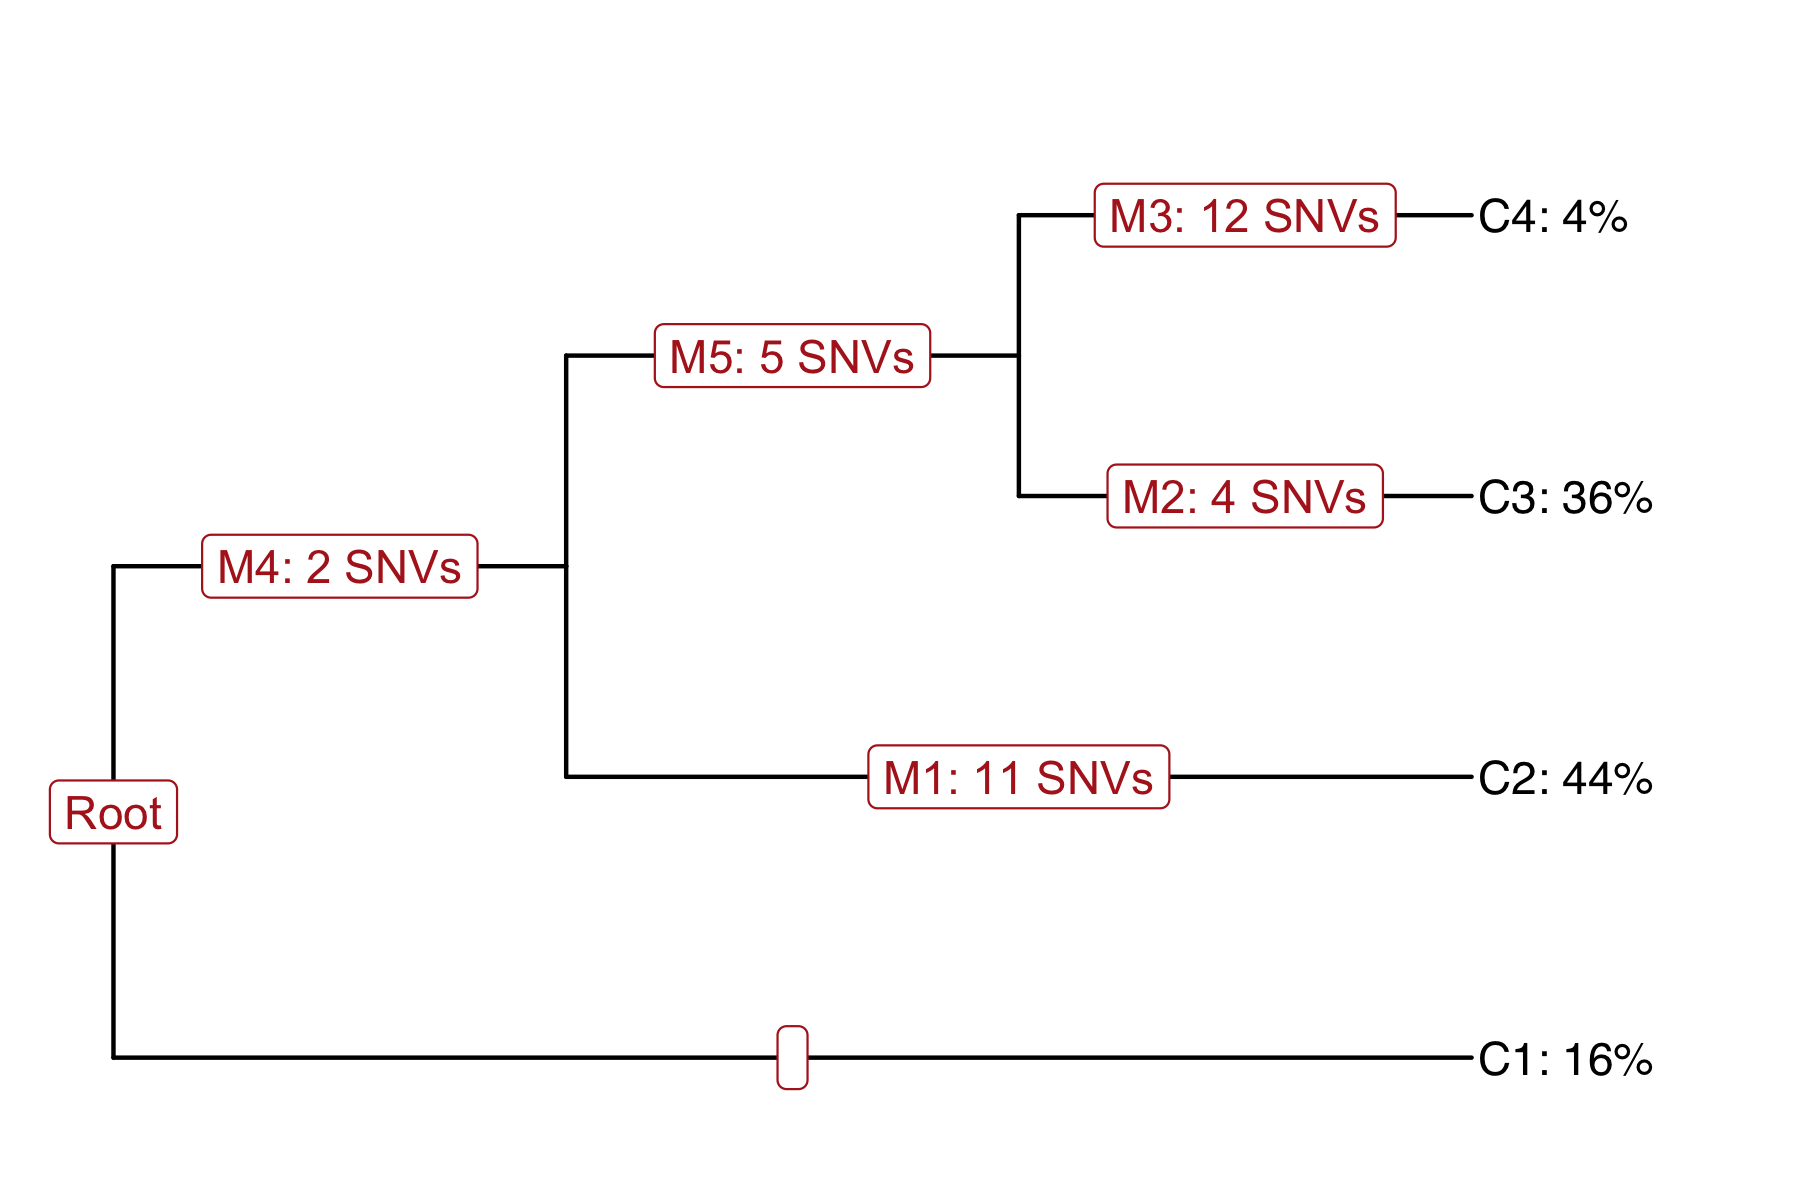 M3: 12 SNVs
C4: 4%
M5: 5 SNVs
M2: 4 SNVs
C3: 36%
M4: 2 SNVs
M1: 11 SNVs
C2: 44%
Root
C1: 16%